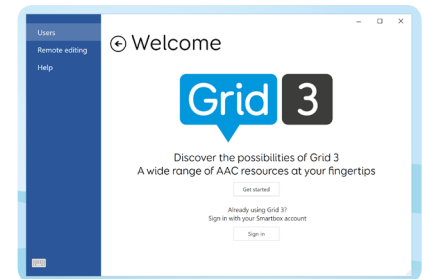 Users
Remote editing
Help
Welcome
Grid 3
Discover the possibilities of Grid 3
A wide range of AAC resources at your fingertips
Get started
Already using Grid 3?
Sign in with your Smartbox account
Sign in